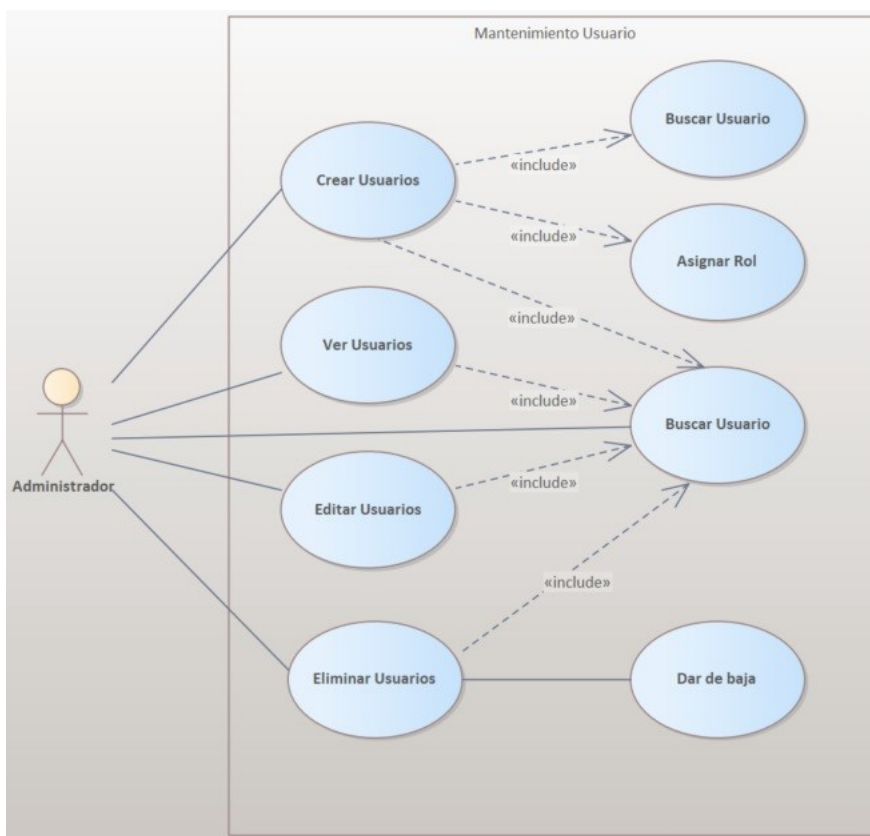 Mantenimiento Usuario
Buscar Usuario
Crear Usuarios
«include»
«include»
Asignar Rol
«include»
Ver Usuarios
«include»
Buscar Usuario
Administrador
«include»
Editar Usuarios
«include»
Eliminar Usuarios
Dar de baja